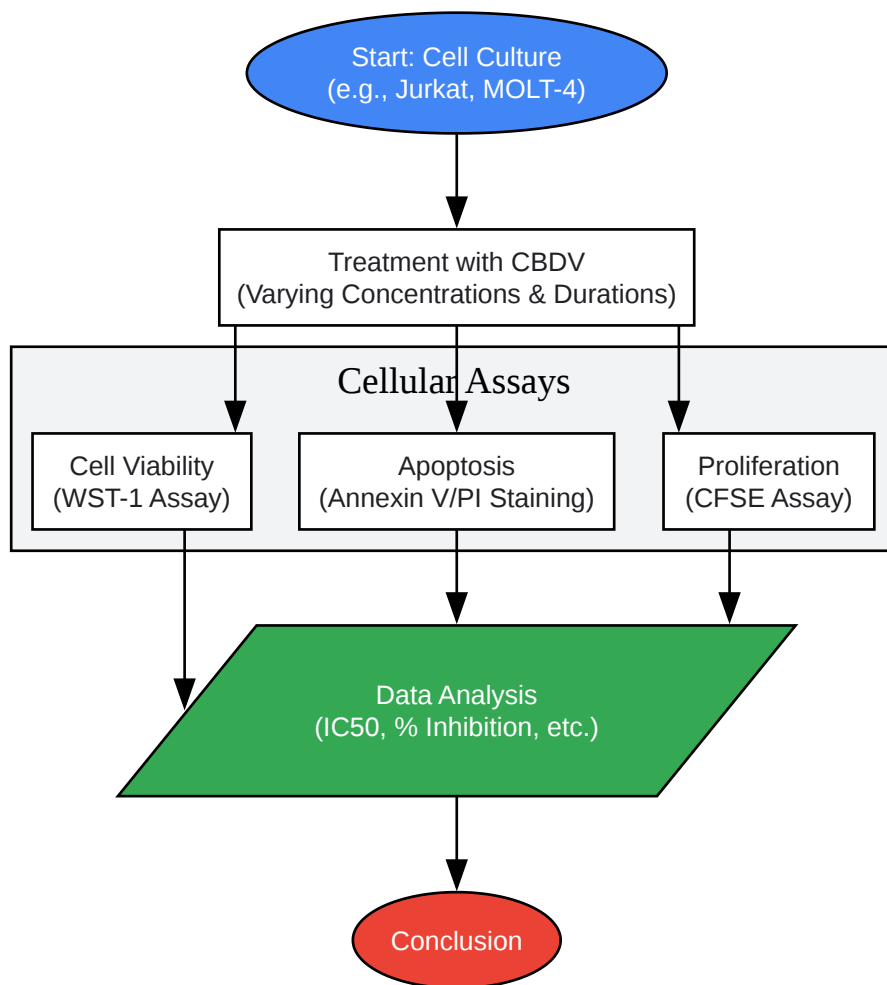 Start: Cell Culture
(e.g., Jurkat, MOLT-4)
Treatment with CBDV
(Varying Concentrations & Durations)
Cellular Assays
Cell Viability
(WST-1 Assay)
Apoptosis
(Annexin V/PI Staining)
Proliferation
(CFSE Assay)
Data Analysis
(IC50, % Inhibition, etc.)
Conclusion